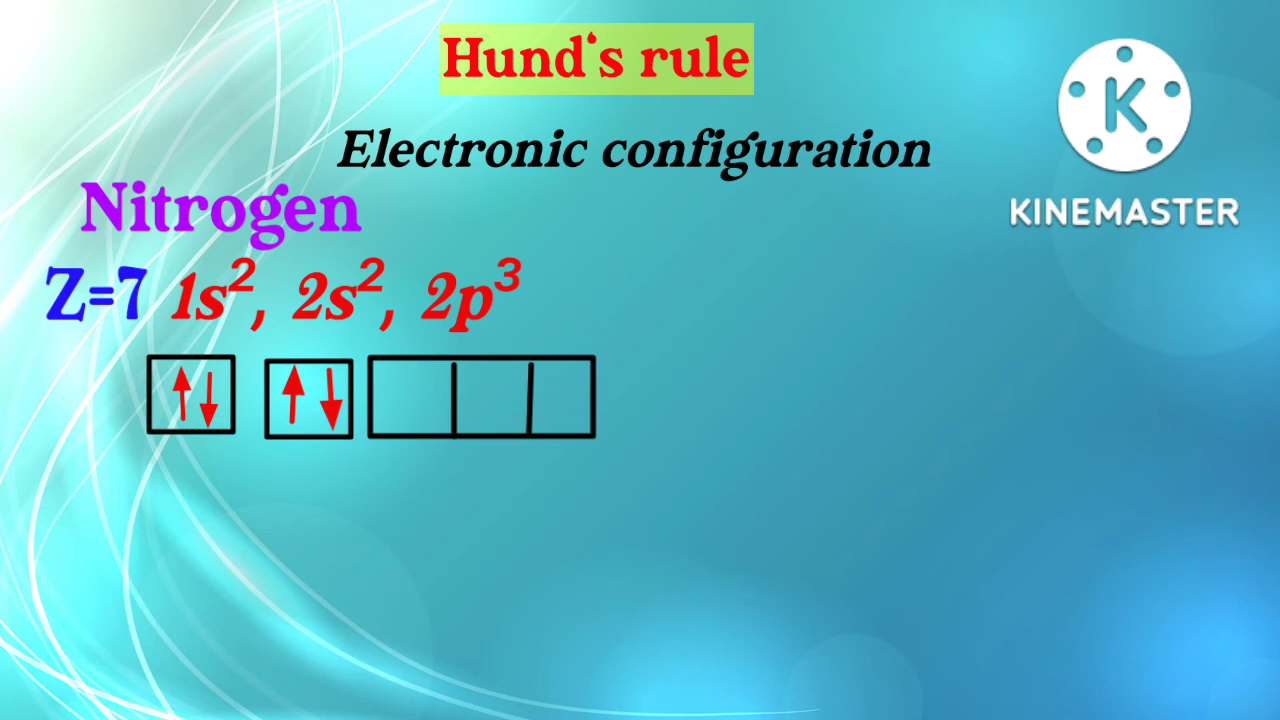 Hund's rule
Electronic configuration
K
KINEMASTER
Nitrogen
Z=7 1s², 2s², 2p³